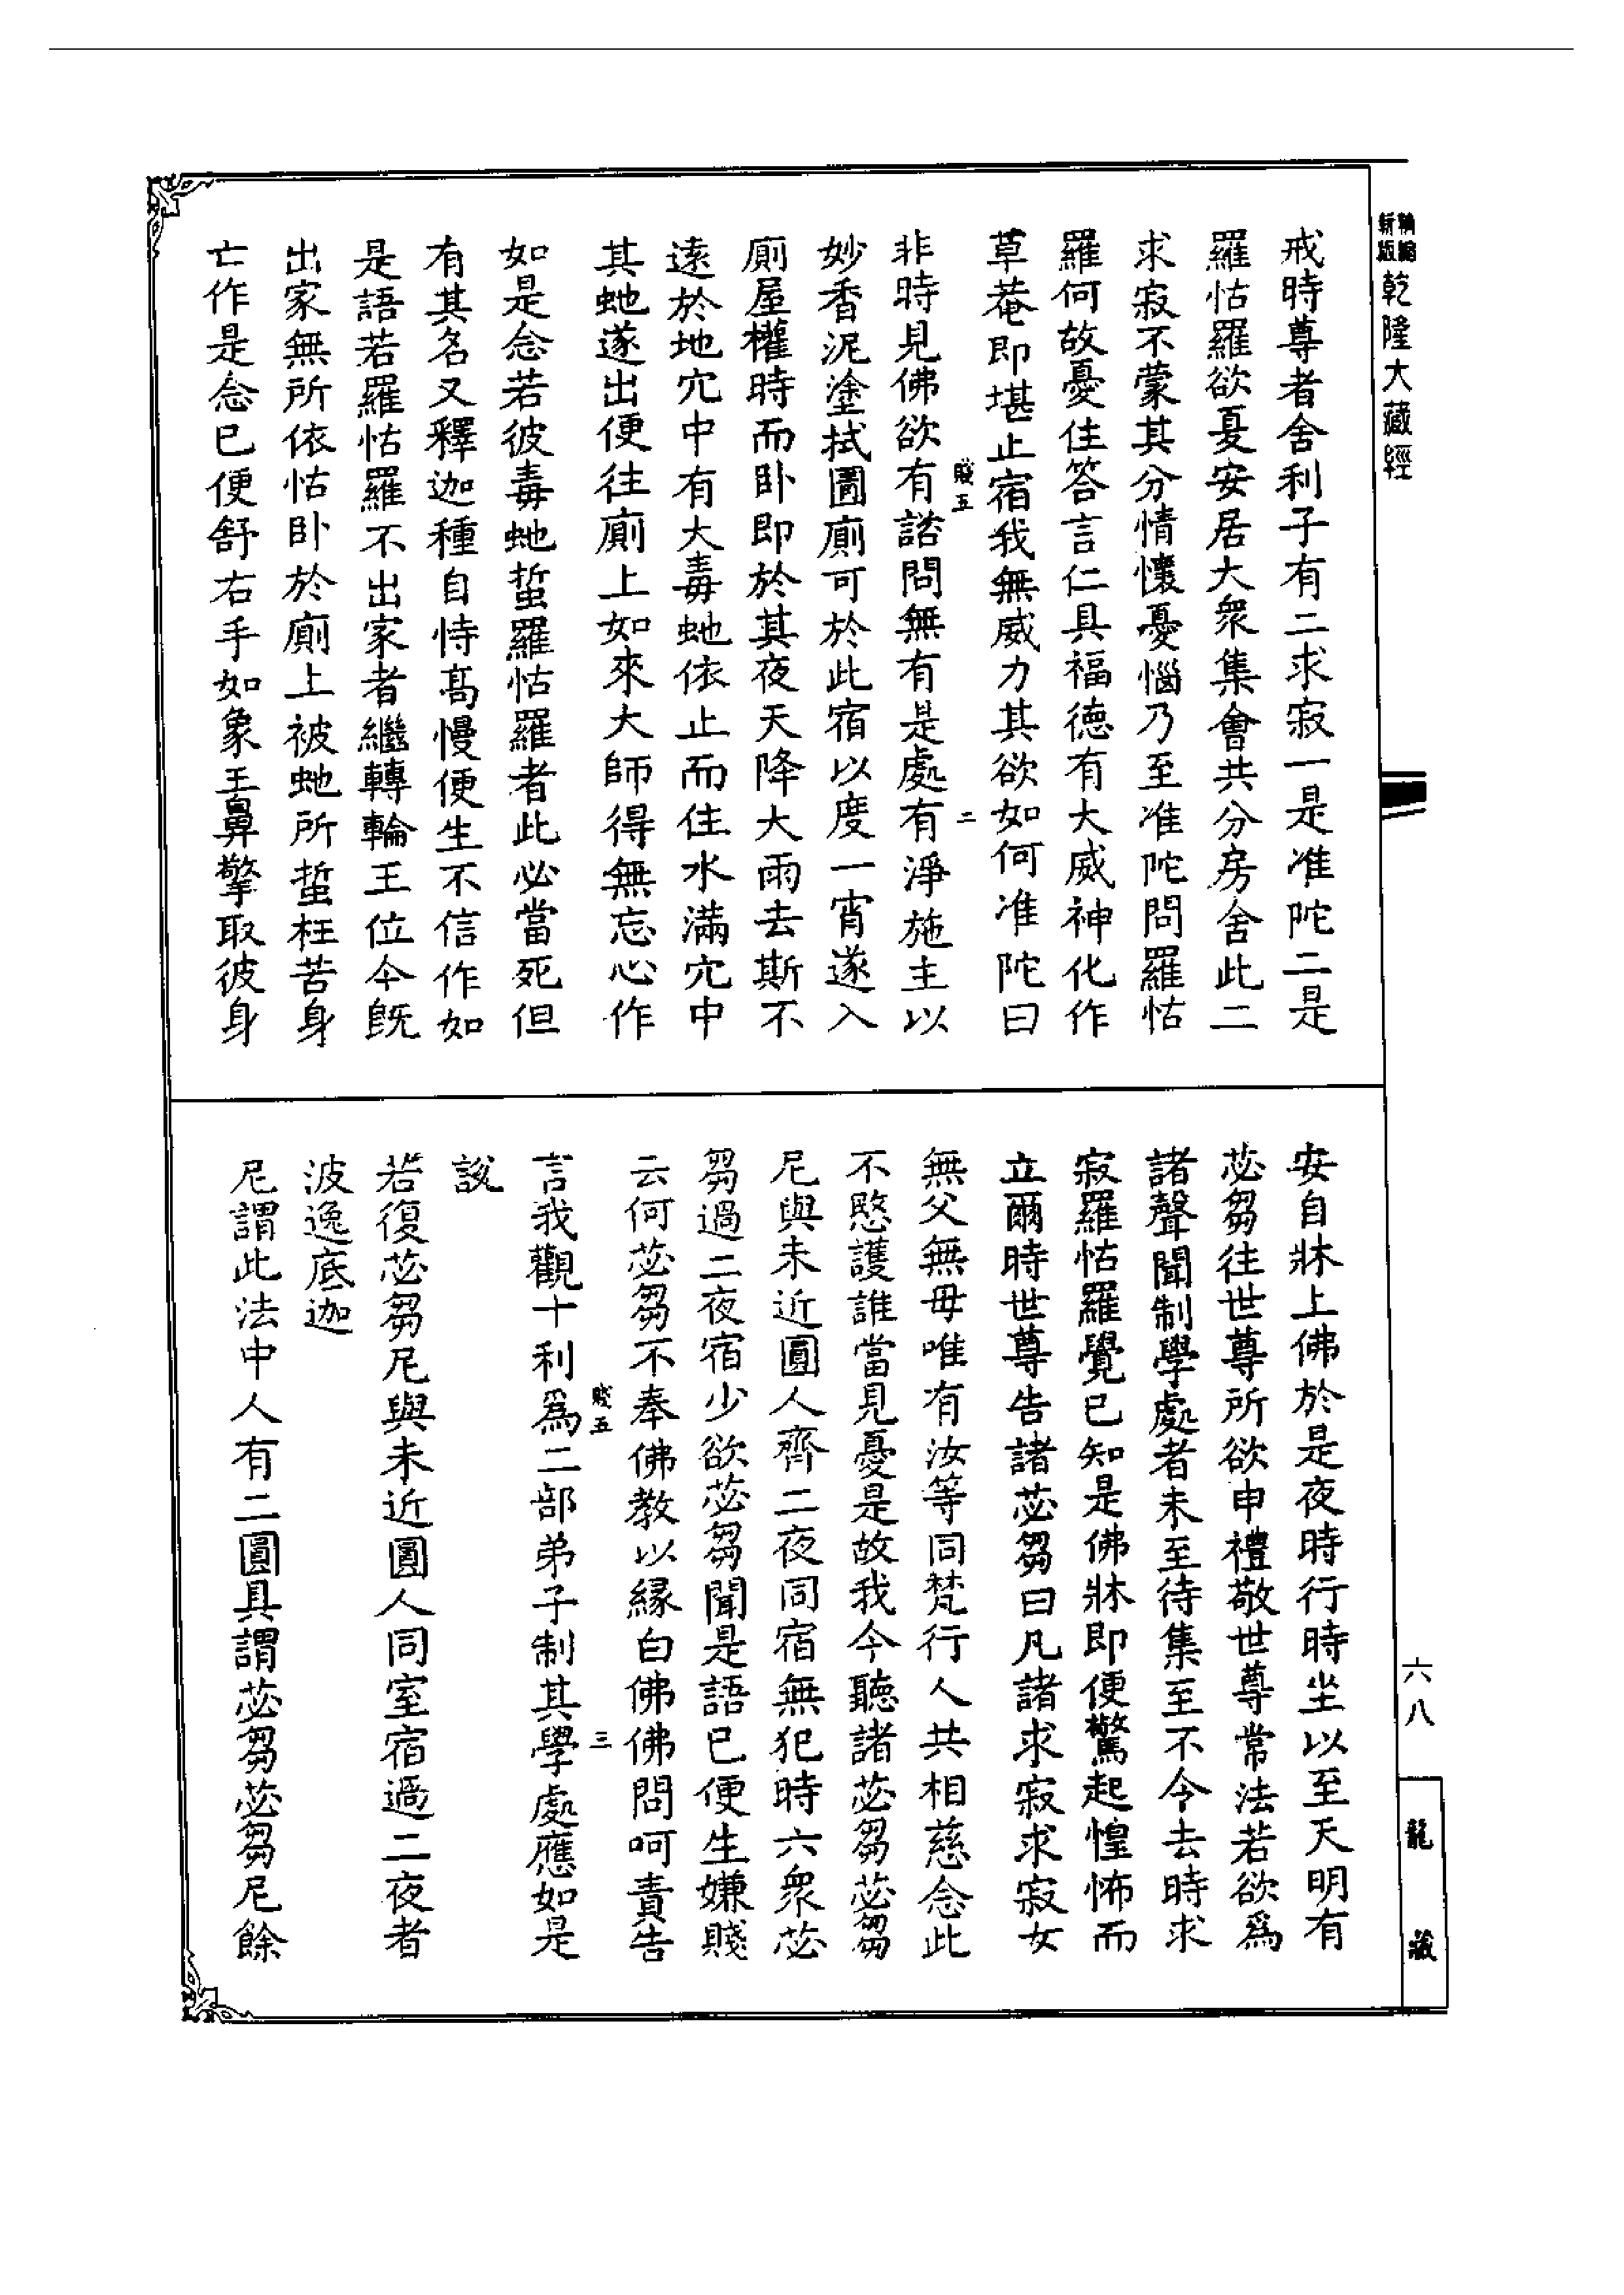 新版精縮乾隆大藏經
戒時尊者舍利子有二求寂一是准陀二是
羅怙羅欲夏安居大衆集會共分房舍此二
求寂不蒙其分情懷憂惱乃至准陀問羅怙
羅何故憂住答言仁具福德有大威神化作
草菴即堪止宿我無威力其欲如何准陀曰
非時見佛欲有諮問無有是處有淨施主以
賤五
二
妙香泥塗拭圊廁可於此宿以度一宵遂入
廁屋權時而卧即於其夜天降大雨去斯不
遠於地穴中有大毒虵依止而住水滿穴中
其虵遂出便往廁上如來大師得無忘心作
如是念若彼毒虵蜇羅怙羅者此必當死但
有其名又釋迦種自恃髙慢便生不信作如
是語若羅怙羅不出家者繼轉輪王位今旣
出家無所依怙卧於廁上被虵所蜇枉苦身
亡作是念已便舒右手如象王鼻擎取彼身
安自牀上佛於是夜時行時坐以至天明有
苾芻往世尊所欲申禮敬世尊常法若欲爲
諸聲聞制學處者未至待集至不令去時求
寂羅怙羅覺已知是佛牀即便驚起惶怖而
立爾時世尊告諸苾芻曰凡諸求寂求寂女
無父無母唯有汝等同梵行人共相慈念此
不愍護誰當見憂是故我今聽諸苾芻苾芻
尼與未近圓人齊二夜同宿無犯時六衆苾
芻過二夜宿少欲苾芻聞是語已便生嫌賤
云何苾芻不奉佛教以緣白佛佛問呵責告
賤五
三
言我觀十利爲二部弟子制其學處應如是
說
若復苾芻尼與未近圓人同室宿過二夜者
波逸底迦
尼謂此法中人有二圓具謂苾芻苾芻尼餘
六八
龍藏